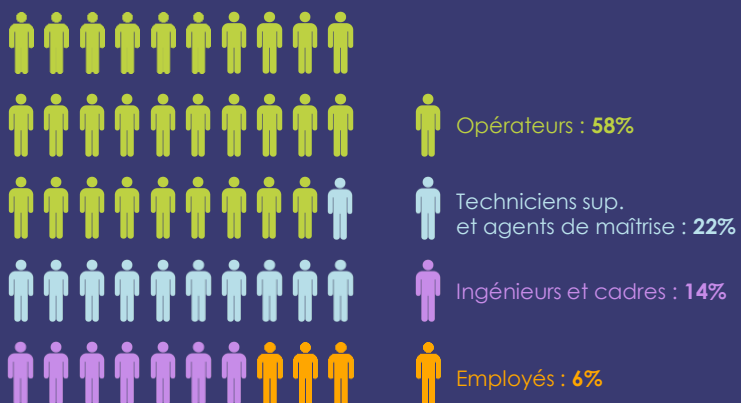 Opérateurs : 58%
Techniciens sup.
et agents de maîtrise : 22%
Ingénieurs et cadres : 14%
Employés : 6%